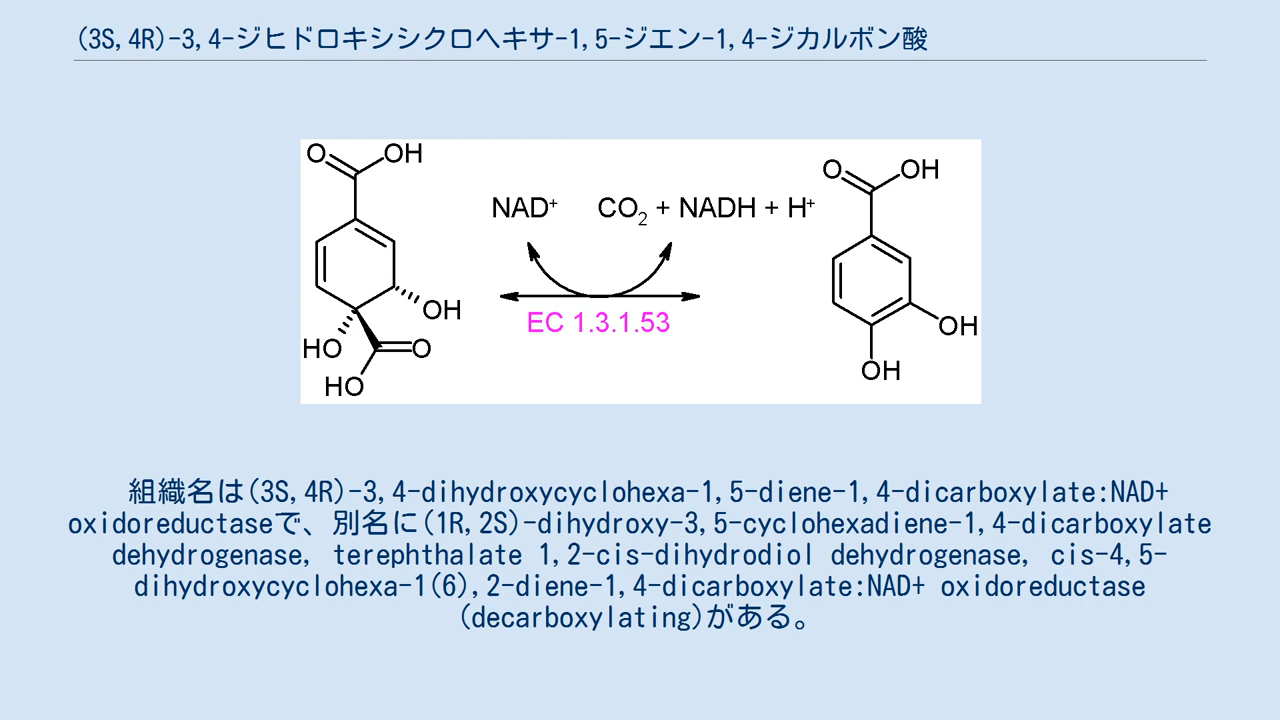 (3S,4R)-3,4-ジヒドロキシシクロヘキサ-1,5-ジエン-1,4-ジカルボン酸
O OH
O OH
NAD+ CO2 + NADH + H+
OH
EC 1.3.1.53
OH
HO O
OH
HO
組織名は(3S,4R)-3,4-dihydroxycyclohexa-1,5-diene-1,4-dicarboxylate:NAD+
oxidoreductaseで、別名に(1R,2S)-dihydroxy-3,5-cyclohexadiene-1,4-dicarboxylate
dehydrogenase, terephthalate 1,2-cis-dihydrodiol dehydrogenase, cis-4,5-
dihydroxycyclohexa-1(6),2-diene-1,4-dicarboxylate:NAD+ oxidoreductase
(decarboxylating)がある。